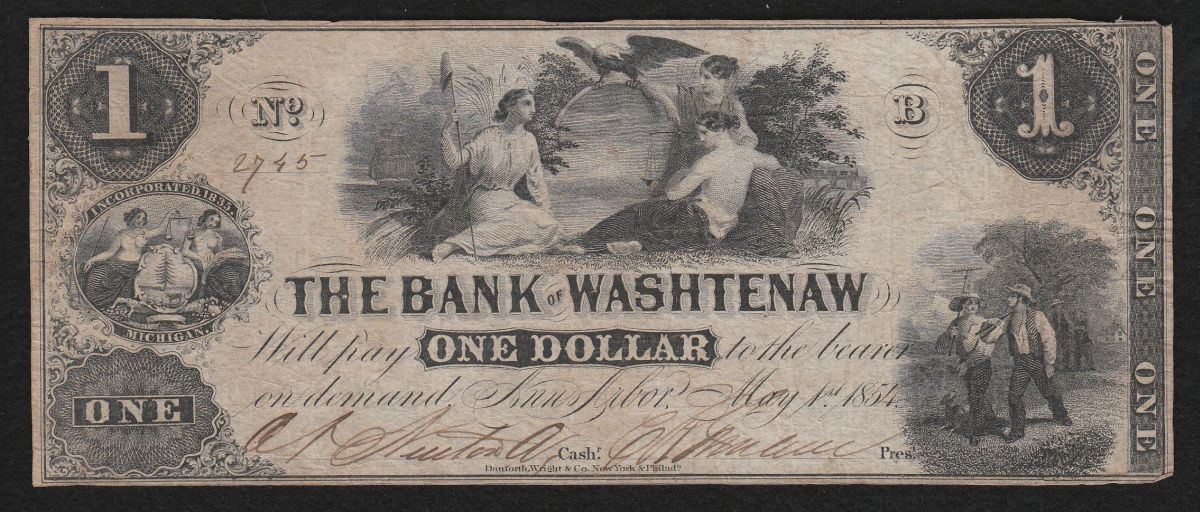 1
Nº
2745
B
1
INCORPORATED. 1835.
MICHIGAN.
THE BANK OF WASHTENAW
Will pay ONE DOLLAR to the bearer
on demand Ann Arbor, May 1st 1854.
ONE
Cash.r
Pres.
Danforth, Wright & Co. New York & Philad.a
ONE ONE ONE